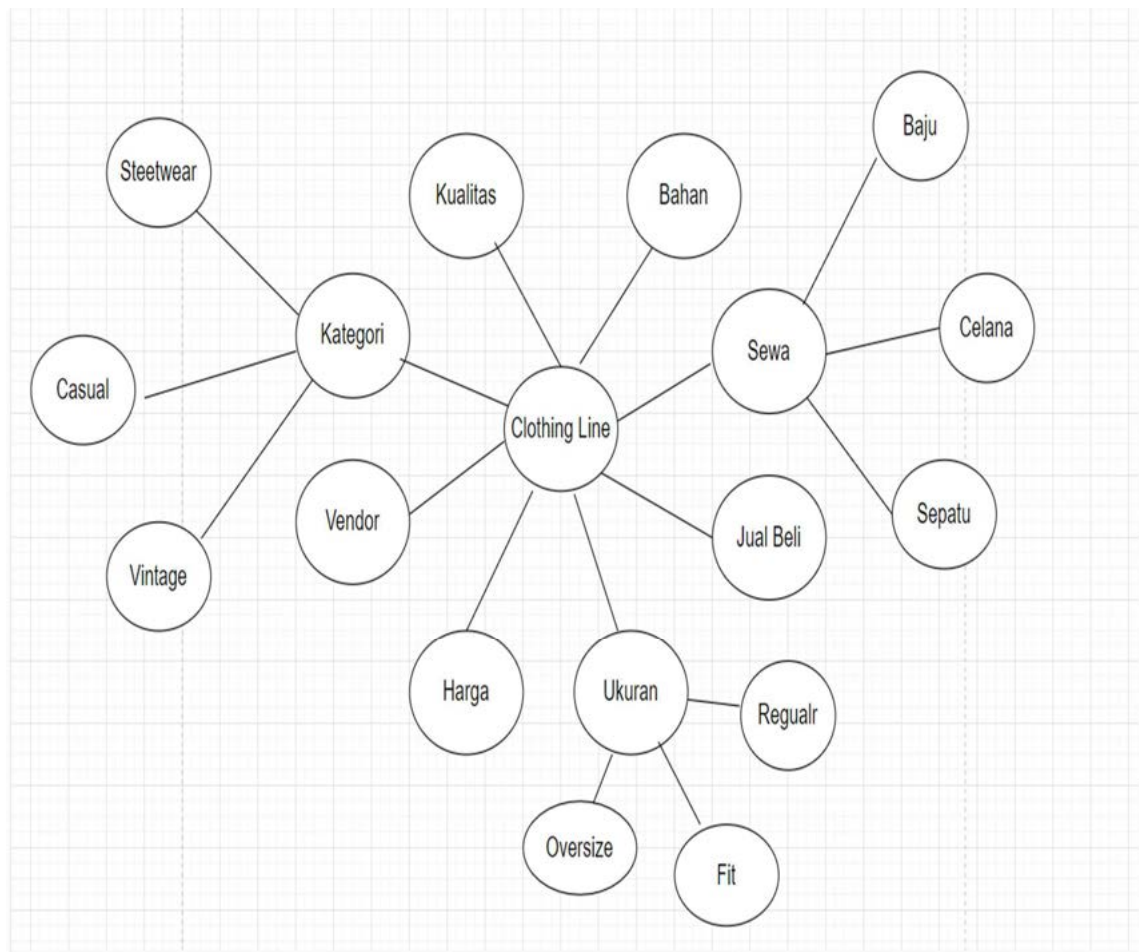 Baju
Steetwear
Kualitas
Bahan
Kategori
Celana
Sewa
Casual
Clothing Line
Vendor
Sepatu
Jual Beli
Vintage
Harga
Ukuran
Regualr
Oversize
Fit